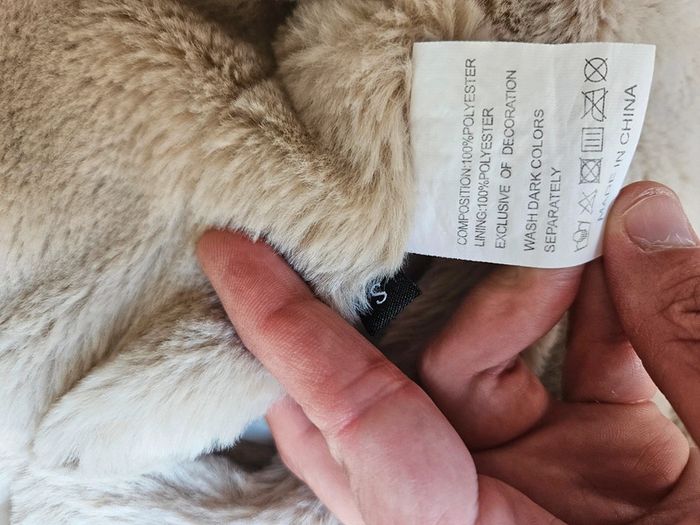 COMPOSITION:100%POLYESTER
LINING:100%POLYESTER
EXCLUSIVE OF DECORATION
WASH DARK COLORS
SEPARATELY
MADE IN CHINA
S